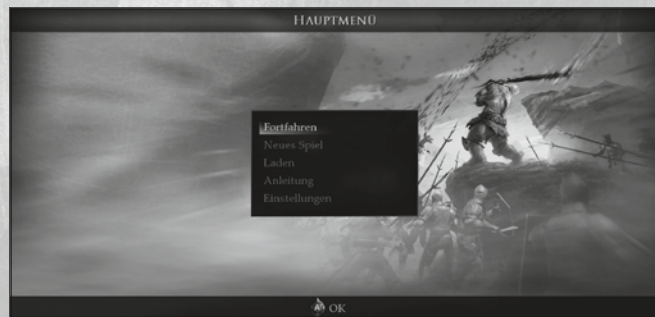 HAUPTMENÜ
Fortfahren
Neues Spiel
Laden
Anleitung
Einstellungen
A OK